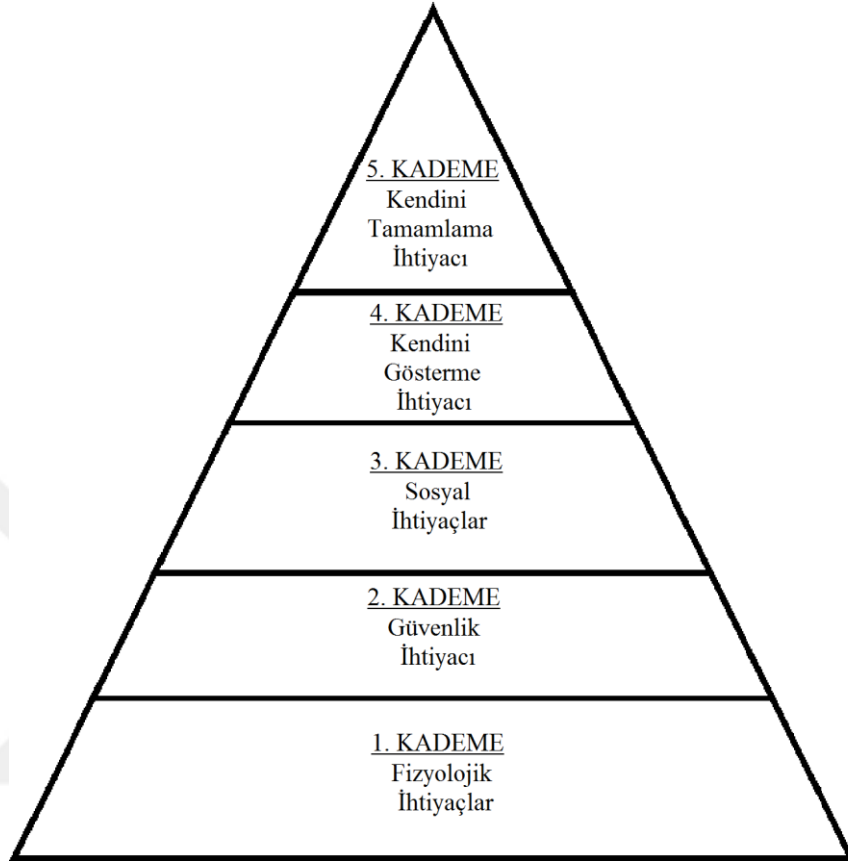 5. KADEME
Kendini
Tamamlama
İhtiyacı
4. KADEME
Kendini
Gösterme
İhtiyacı
3. KADEME
Sosyal
İhtiyaçlar
2. KADEME
Güvenlik
İhtiyacı
1. KADEME
Fizyolojik
İhtiyaçlar